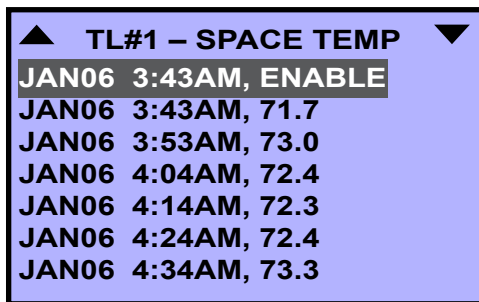 TL#1 – SPACE TEMP
JAN06 3:43AM, ENABLE
JAN06 3:43AM, 71.7
JAN06 3:53AM, 73.0
JAN06 4:04AM, 72.4
JAN06 4:14AM, 72.3
JAN06 4:24AM, 72.4
JAN06 4:34AM, 73.3